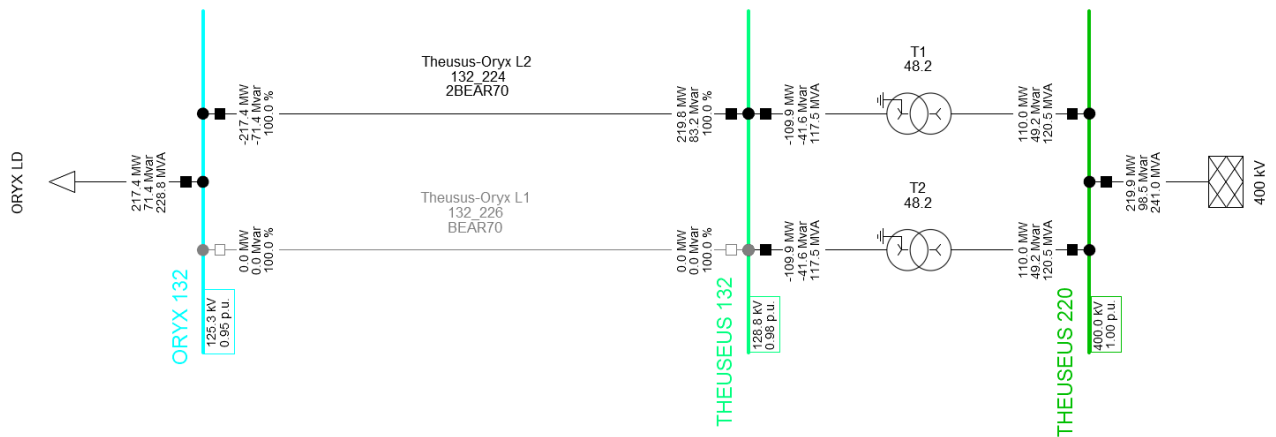 Theusus-Oryx L2
132_224
2BEAR70
T1
48.2
-217.4 MW
-71.4 Mvar
100.0 %
219.8 MW
83.2 Mvar
100.0 %
-109.9 MW
-41.6 Mvar
117.5 MVA
110.0 MW
49.2 Mvar
120.5 MVA
ORYX LD
217.4 MW
71.4 Mvar
228.8 MVA
Theusus-Oryx L1
132_226
BEAR70
T2
48.2
219.9 MW
98.5 Mvar
241.0 MVA
400 kV
0.0 MW
0.0 Mvar
100.0 %
0.0 MW
0.0 Mvar
100.0 %
-109.9 MW
-41.6 Mvar
117.5 MVA
110.0 MW
49.2 Mvar
120.5 MVA
ORYX 132
125.3 kV
0.95 p.u.
THEUSEUS 132
128.8 kV
0.98 p.u.
THEUSEUS 220
400.0 kV
1.00 p.u.